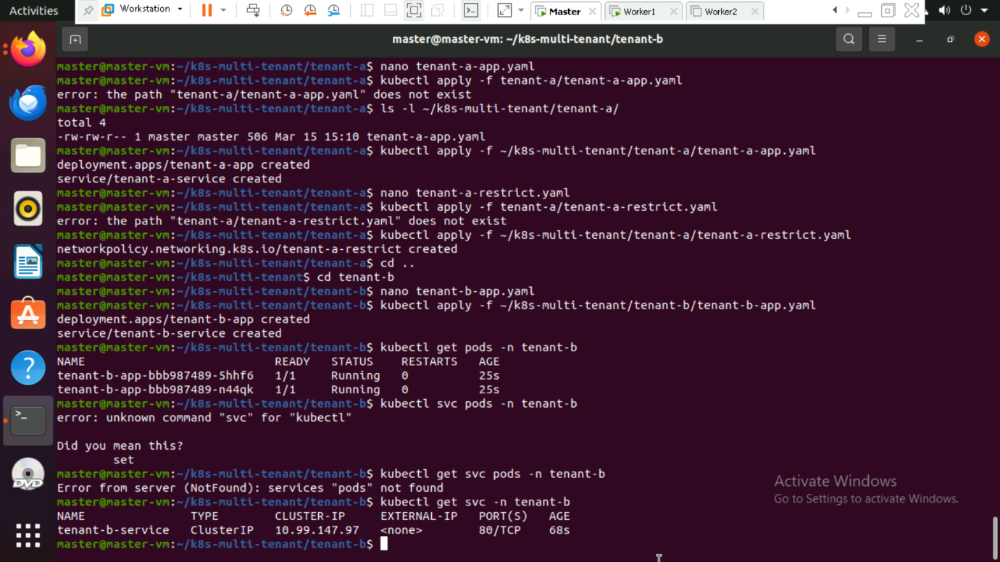 Activities
Workstation
Master
Worker1
Worker2
master@master-vm: ~/k8s-multi-tenant/tenant-b
master@master-vm:~/k8s-multi-tenant/tenant-a$ nano tenant-a-app.yaml
master@master-vm:~/k8s-multi-tenant/tenant-a$ kubectl apply -f tenant-a/tenant-a-app.yaml
error: the path "tenant-a/tenant-a-app.yaml" does not exist
master@master-vm:~/k8s-multi-tenant/tenant-a$ ls -l ~/k8s-multi-tenant/tenant-a/
total 4
-rw-rw-r-- 1 master master 506 Mar 15 15:10 tenant-a-app.yaml
master@master-vm:~/k8s-multi-tenant/tenant-a$ kubectl apply -f ~/k8s-multi-tenant/tenant-a/tenant-a-app.yaml
deployment.apps/tenant-a-app created
service/tenant-a-service created
master@master-vm:~/k8s-multi-tenant/tenant-a$ nano tenant-a-restrict.yaml
master@master-vm:~/k8s-multi-tenant/tenant-a$ kubectl apply -f tenant-a/tenant-a-restrict.yaml
error: the path "tenant-a/tenant-a-restrict.yaml" does not exist
master@master-vm:~/k8s-multi-tenant/tenant-a$ kubectl apply -f ~/k8s-multi-tenant/tenant-a/tenant-a-restrict.yaml
networkpolicy.networking.k8s.io/tenant-a-restrict created
master@master-vm:~/k8s-multi-tenant/tenant-a$ cd ..
master@master-vm:~/k8s-multi-tenant$ cd tenant-b
master@master-vm:~/k8s-multi-tenant/tenant-b$ nano tenant-b-app.yaml
master@master-vm:~/k8s-multi-tenant/tenant-b$ kubectl apply -f ~/k8s-multi-tenant/tenant-b/tenant-b-app.yaml
deployment.apps/tenant-b-app created
service/tenant-b-service created
master@master-vm:~/k8s-multi-tenant/tenant-b$ kubectl get pods -n tenant-b
NAME READY STATUS RESTARTS AGE
tenant-b-app-bbb987489-5hhf6 1/1 Running 0 25s
tenant-b-app-bbb987489-n44qk 1/1 Running 0 25s
master@master-vm:~/k8s-multi-tenant/tenant-b$ kubectl svc pods -n tenant-b
error: unknown command "svc" for "kubectl"
Did you mean this?
set
master@master-vm:~/k8s-multi-tenant/tenant-b$ kubectl get svc pods -n tenant-b
Error from server (NotFound): services "pods" not found
master@master-vm:~/k8s-multi-tenant/tenant-b$ kubectl get svc -n tenant-b
NAME TYPE CLUSTER-IP EXTERNAL-IP PORT(S) AGE
tenant-b-service ClusterIP 10.99.147.97 <none> 80/TCP 68s
master@master-vm:~/k8s-multi-tenant/tenant-b$
Activate Windows
Go to Settings to activate Windows.
DVD